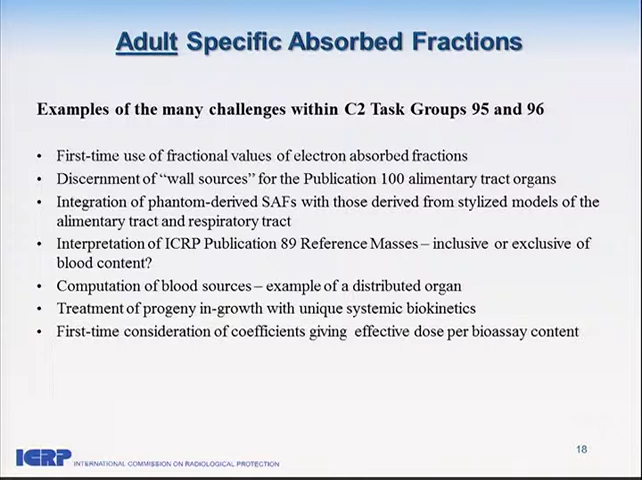 Adult Specific Absorbed Fractions
Examples of the many challenges within C2 Task Groups 95 and 96
• First-time use of fractional values of electron absorbed fractions
• Discernment of “wall sources” for the Publication 100 alimentary tract organs
• Integration of phantom-derived SAFs with those derived from stylized models of the
alimentary tract and respiratory tract
• Interpretation of ICRP Publication 89 Reference Masses – inclusive or exclusive of
blood content?
• Computation of blood sources – example of a distributed organ
• Treatment of progeny in-growth with unique systemic biokinetics
• First-time consideration of coefficients giving effective dose per bioassay content
18
ICRP INTERNATIONAL COMMISSION ON RADIOLOGICAL PROTECTION